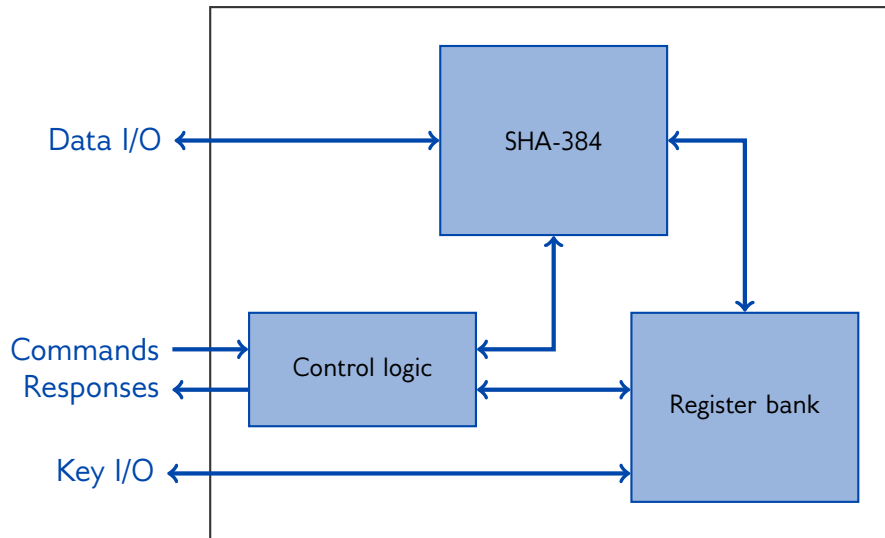 SHA-384
Data I/O
Commands
Responses
Control logic
Register bank
Key I/O